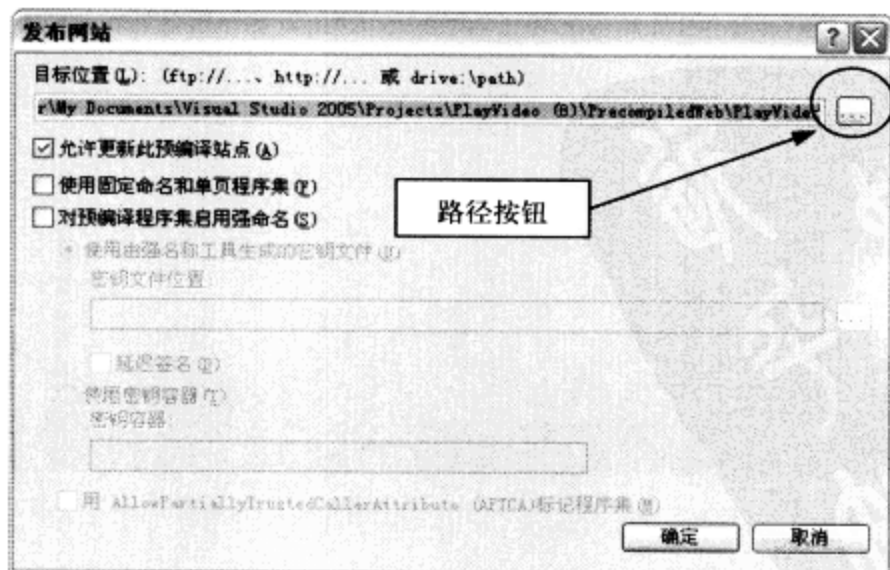 发布网站
目标位置(L): (ftp://...、http://... 或 drive:\path)
r\My Documents\Visual Studio 2005\Projects\PlayVideo (B)\PrecompiledWeb\PlayVideo
...
允许更新此预编译站点(A)
使用固定命名和单页程序集(F)
对预编译程序集启用强命名(S)
路径按钮
使用由强名称工具生成的密钥文件(U)
密钥文件位置:
...
延迟签名(D)
使用密钥容器(T)
密钥容器:
用 AllowPartiallyTrustedCallerAttribute (APTCA)标记程序集(M)
确定
取消